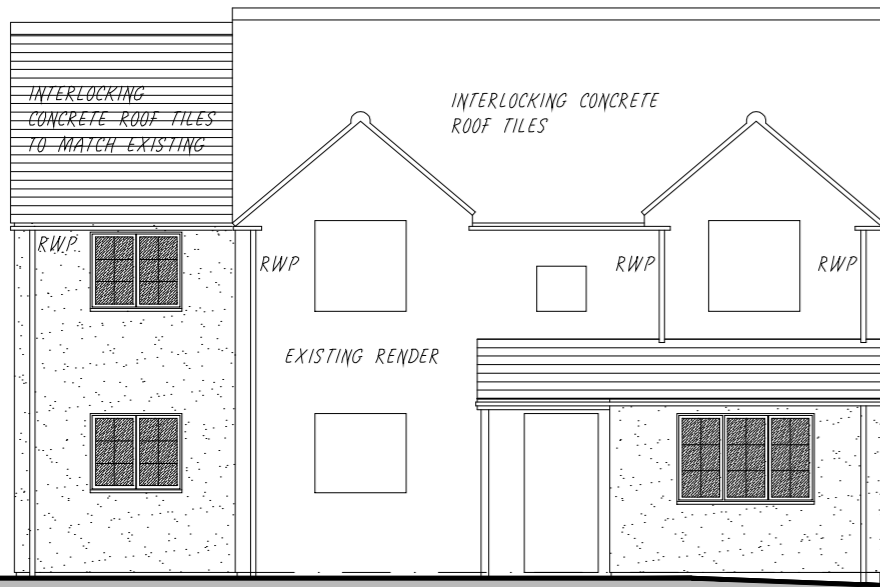 INTERLOCKING
CONCRETE ROOF TILES
TO MATCH EXISTING
INTERLOCKING CONCRETE
ROOF TILES
RWP
RWP
RWP
RWP
EXISTING RENDER